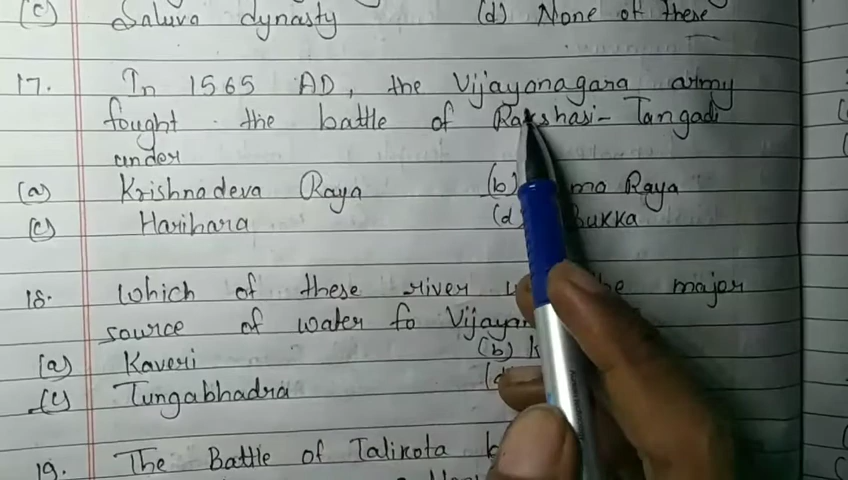 (c) Saluva dynasty (d) None of these
17. In 1565 AD, the Vijayanagara army
fought the battle of Rakshasi-Tangadi
under
(a) Krishnadeva Raya (b) Raya
(c) Harihara (d) Bukka
18. which of these river the major
source of water fo
(a) Kaveri (b)
(c) Tungabhadra (d)
19. The Battle of Talikota